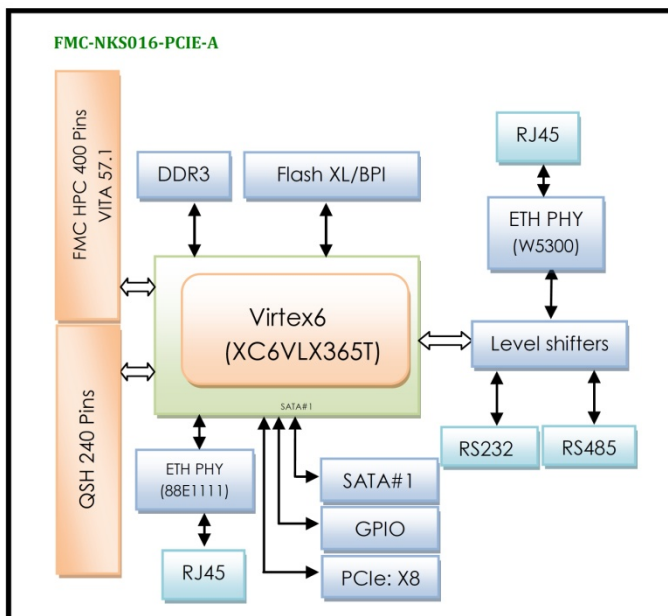 FMC-NKS016-PCIE-A
FMC HPC 400 Pins
VITA 57.1
DDR3
Flash XL/BPI
RJ45
ETH PHY
(W5300)
Virtex6
(XC6VLX365T)
Level shifters
SATA#1
QSH 240 Pins
RS232
RS485
ETH PHY
(88E1111)
SATA#1
GPIO
RJ45
PCIe: X8